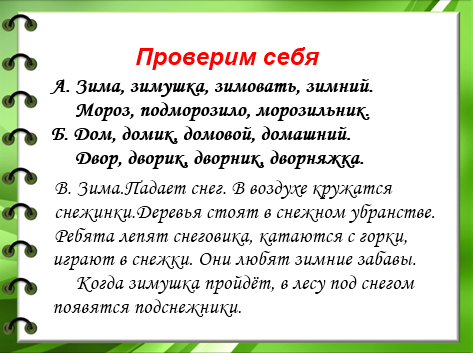 Проверим себя
А. Зима, зимушка, зимовать, зимний.
Мороз, подморозило, морозильник.
Б. Дом, домик, домовой, домашний.
Двор, дворик, дворник, дворняжка.
В. Зима.Падает снег. В воздухе кружатся
снежинки.Деревья стоят в снежном убранстве.
Ребята лепят снеговика, катаются с горки,
играют в снежки. Они любят зимние забавы.
Когда зимушка пройдёт, в лесу под снегом
появятся подснежники.